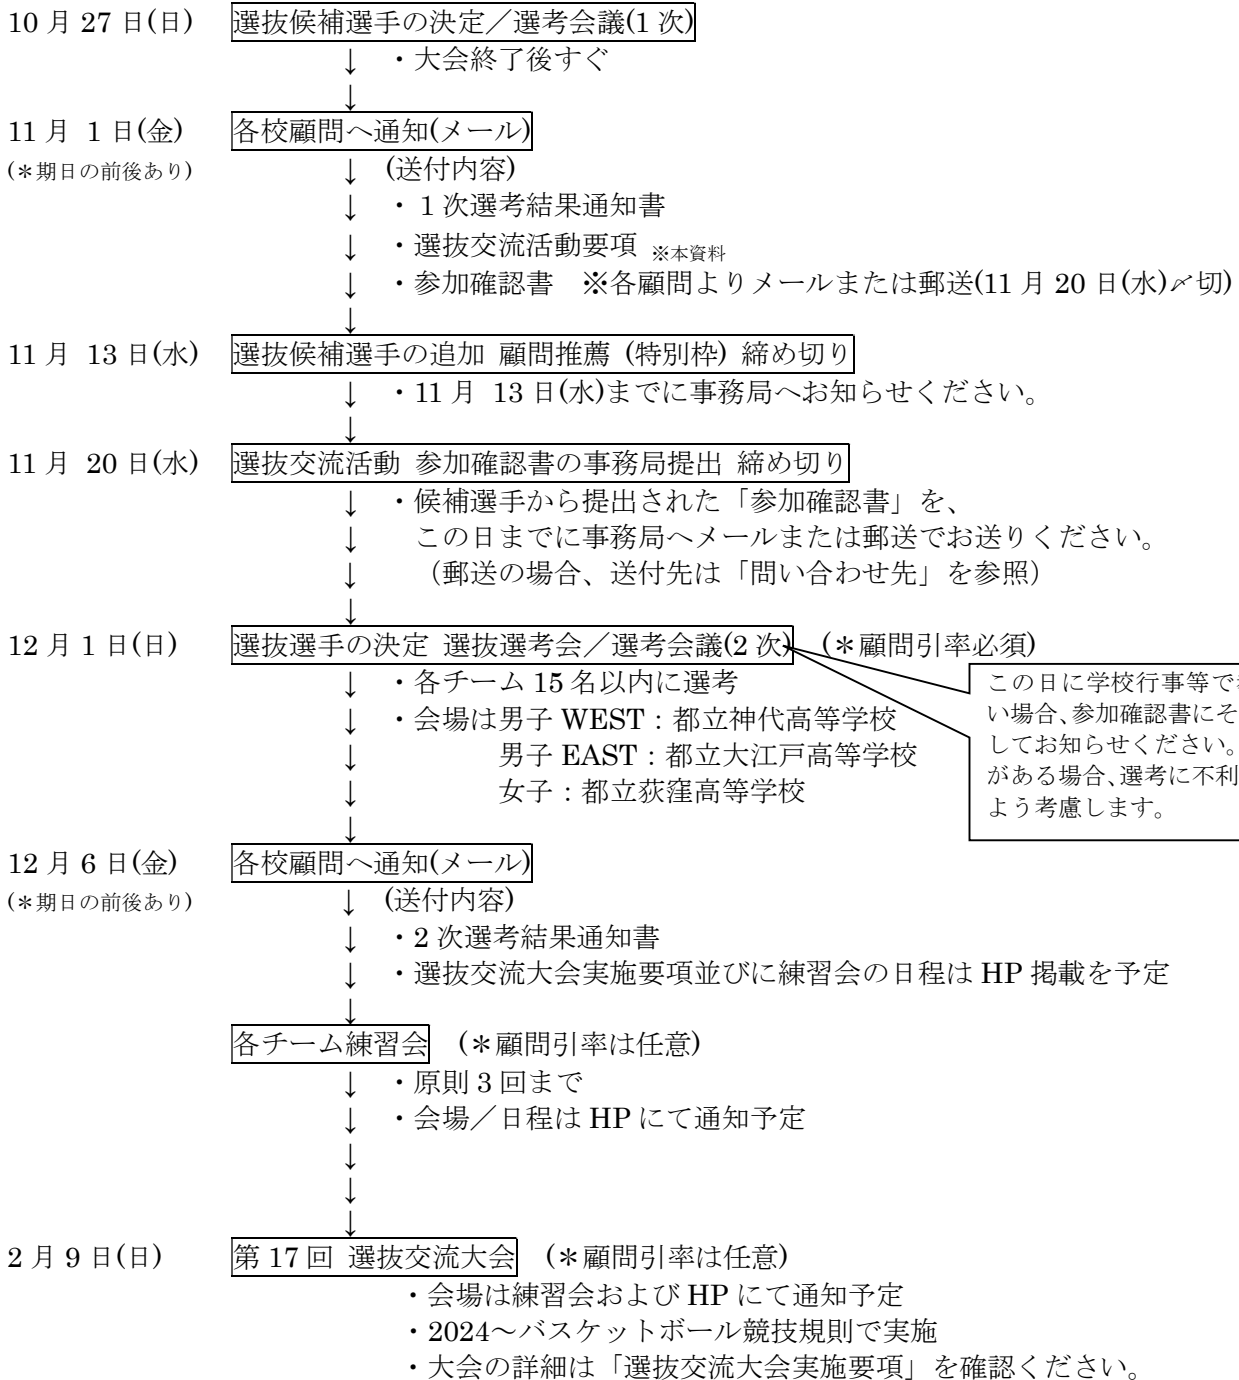 10 月 27 日(日) 選抜候補選手の決定／選考会議(1 次)
↓ ・大会終了後すぐ
↓
11 月 1 日(金) 各校顧問へ通知(メール)
(＊期日の前後あり) ↓ (送付内容)
↓ ・１次選考結果通知書
↓ ・選抜交流活動要項 ※本資料
↓ ・参加確認書 ※各顧問よりメールまたは郵送(11 月 20 日(水)〆切)
↓
11 月 13 日(水) 選抜候補選手の追加 顧問推薦 (特別枠) 締め切り
↓ ・11 月 13 日(水)までに事務局へお知らせください。
↓
11 月 20 日(水) 選抜交流活動 参加確認書の事務局提出 締め切り
↓ ・候補選手から提出された「参加確認書」を、
↓ この日までに事務局へメールまたは郵送でお送りください。
↓ （郵送の場合、送付先は「問い合わせ先」を参照）
↓
12 月 1 日(日) 選抜選手の決定 選抜選考会／選考会議(2 次) (＊顧問引率必須)
↓ ・各チーム 15 名以内に選考
↓ ・会場は男子 WEST：都立神代高等学校
↓ 男子 EAST：都立大江戸高等学校
↓ 女子：都立荻窪高等学校
↓
この日に学校行事等で
い場合、参加確認書にそ
してお知らせください。
がある場合、選考に不利
よう考慮します。
12 月 6 日(金) 各校顧問へ通知(メール)
(＊期日の前後あり) ↓ (送付内容)
↓ ・2 次選考結果通知書
↓ ・選抜交流大会実施要項並びに練習会の日程は HP 掲載を予定
↓
各チーム練習会 (＊顧問引率は任意)
↓ ・原則 3 回まで
↓ ・会場／日程は HP にて通知予定
↓
↓
↓
2 月 9 日(日) 第 17 回 選抜交流大会 (＊顧問引率は任意)
・会場は練習会および HP にて通知予定
・2024～バスケットボール競技規則で実施
・大会の詳細は「選抜交流大会実施要項」を確認ください。